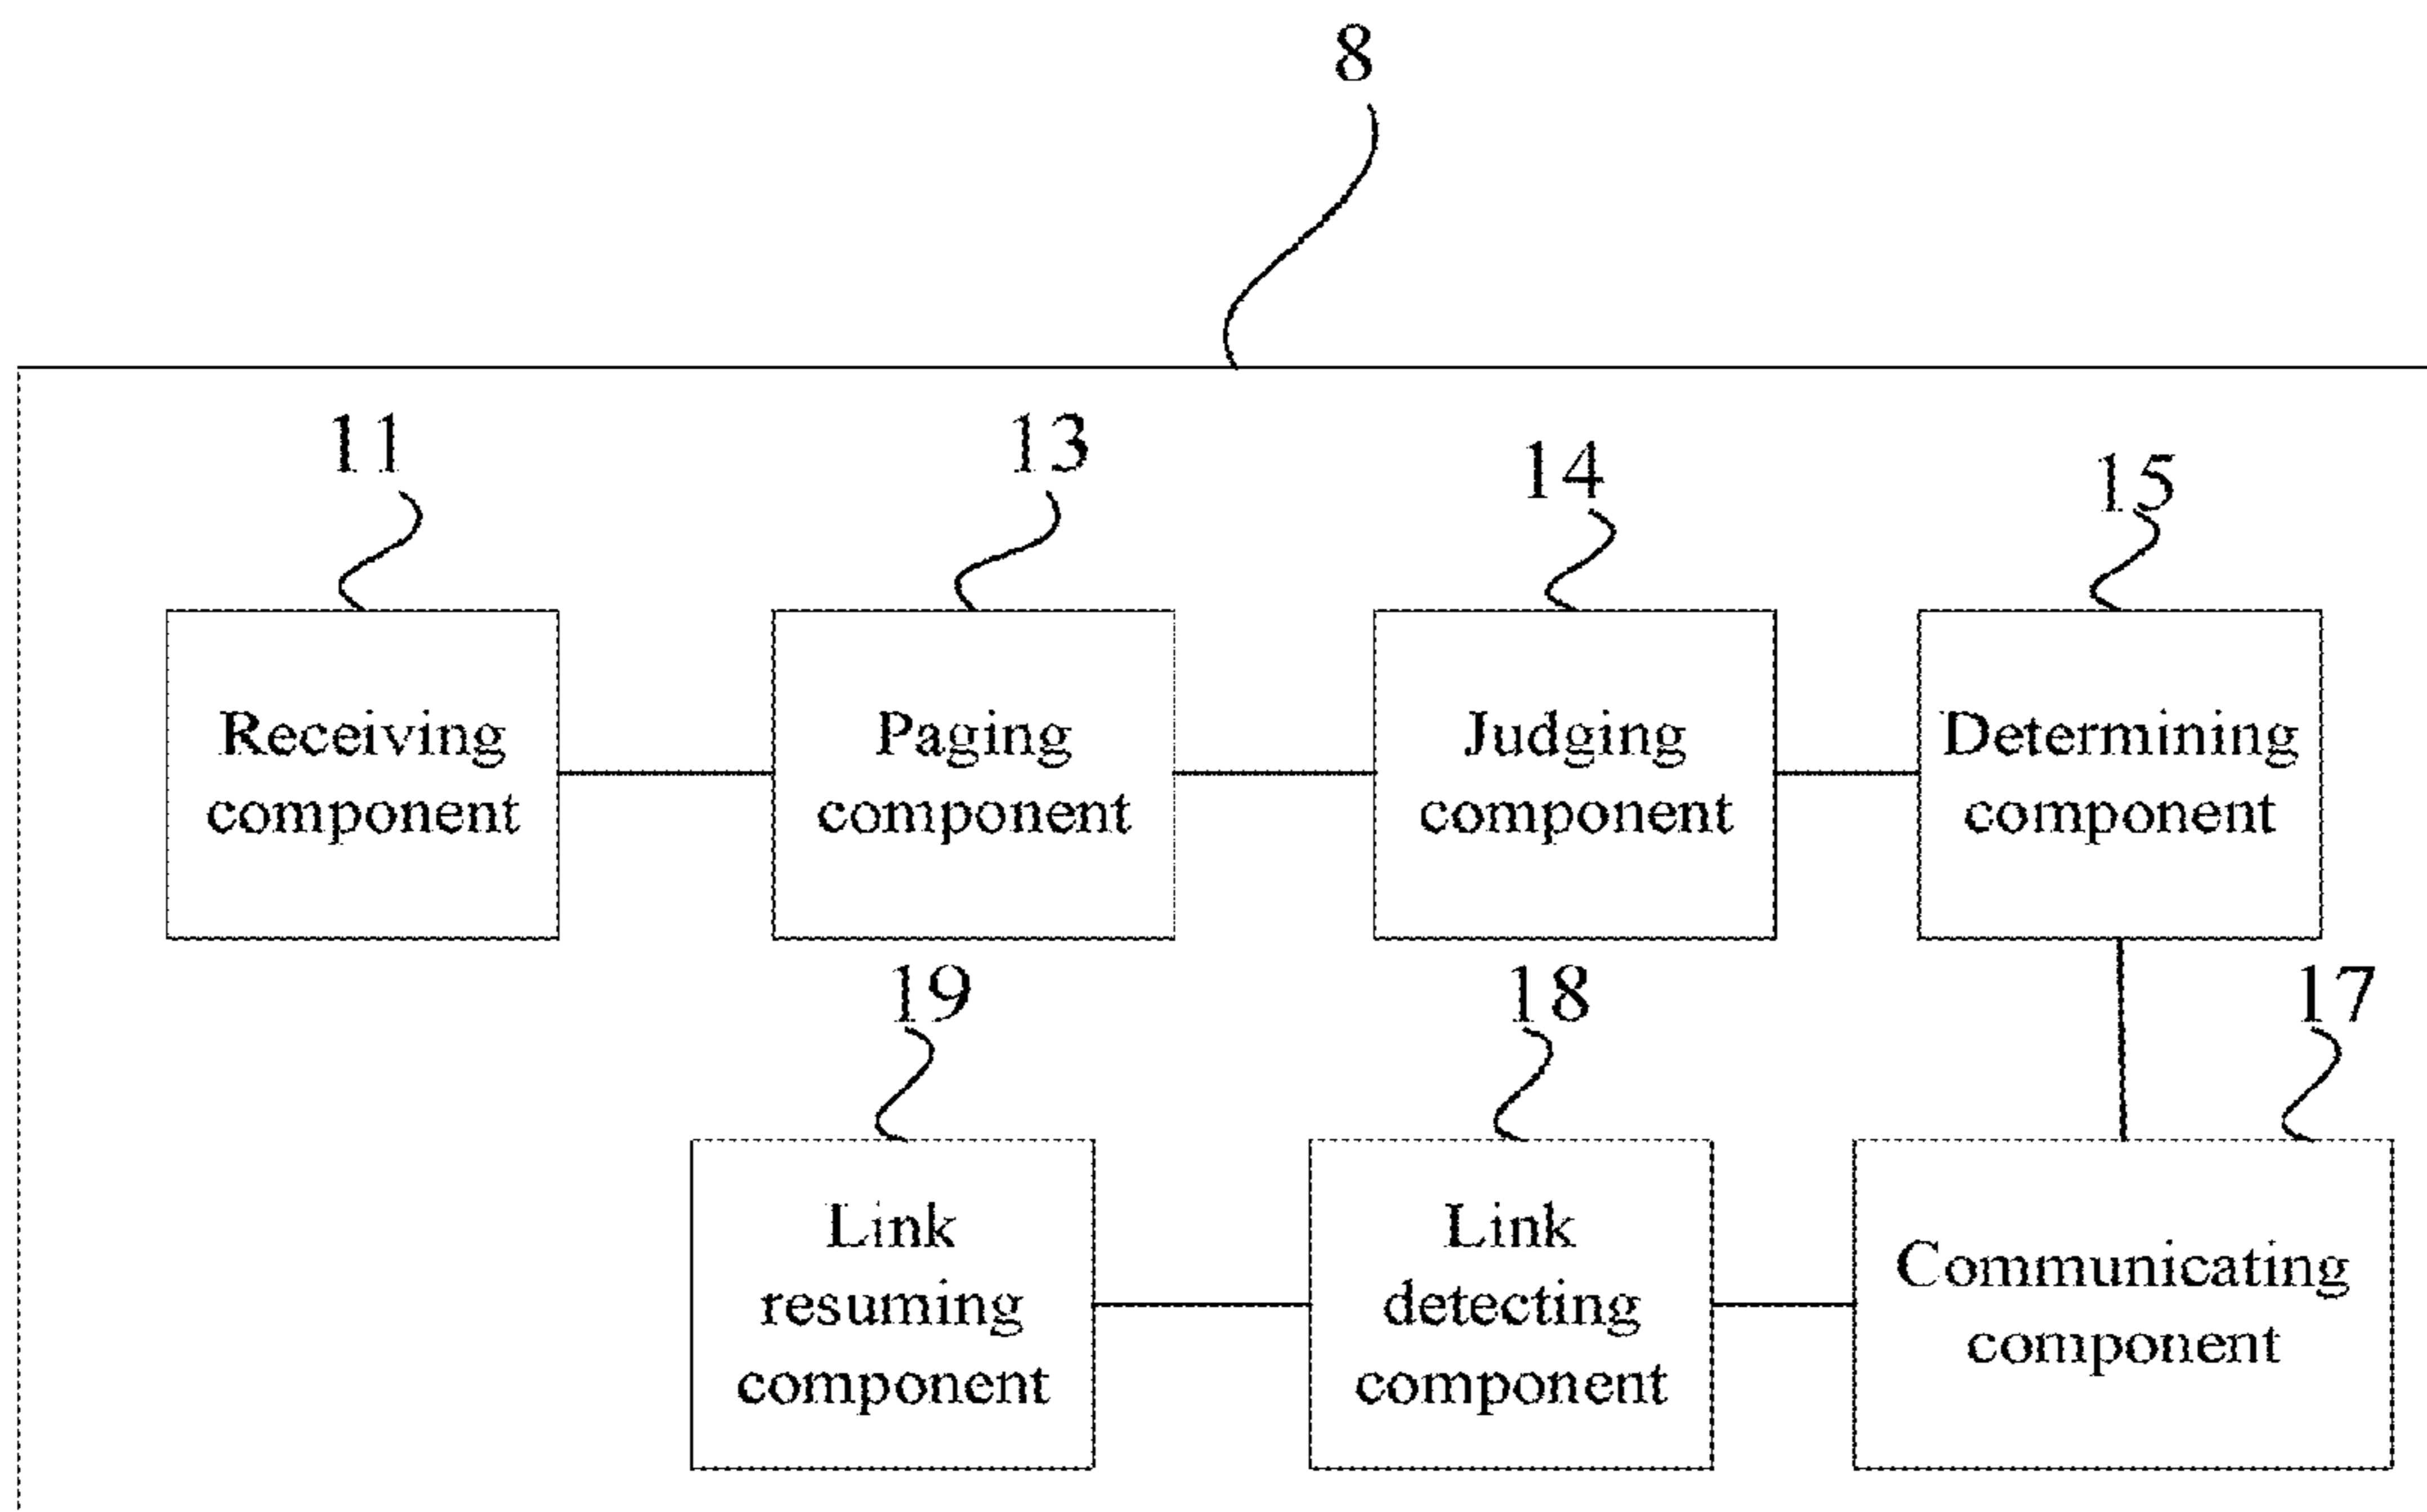 8
11
13
14
15
Receiving
component
Paging
component
Judging
component
Determining
component
19
18
17
Link
resuming
component
Link
detecting
component
Communicating
component